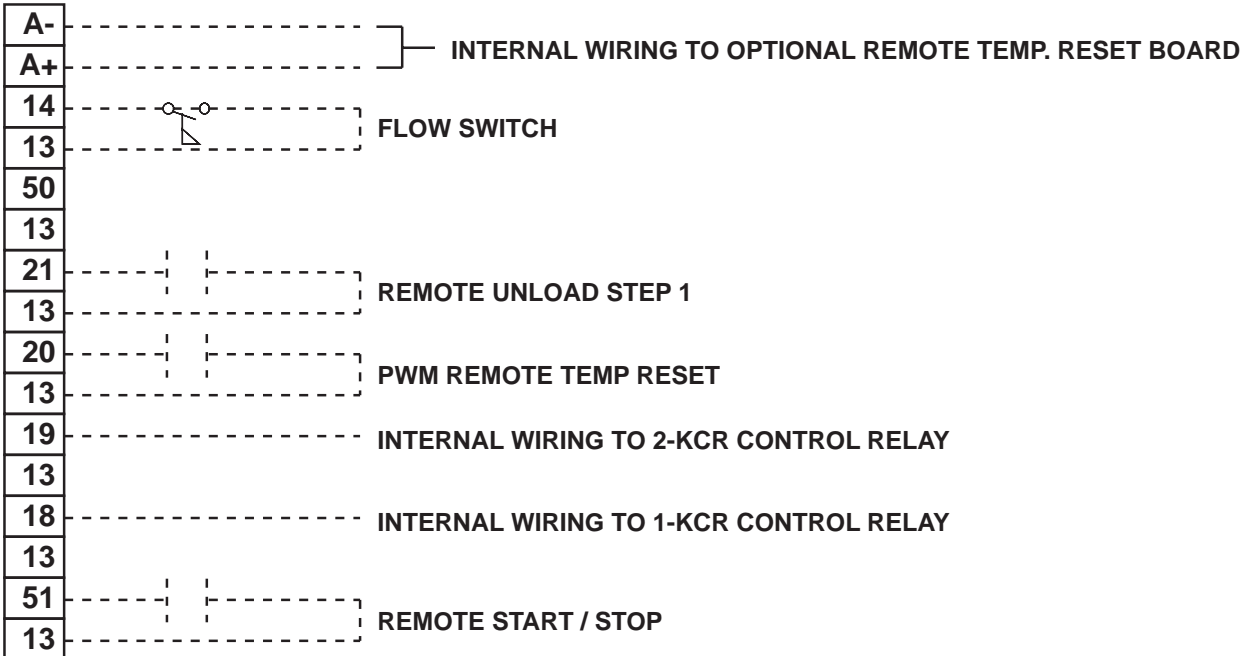 A-
INTERNAL WIRING TO OPTIONAL REMOTE TEMP. RESET BOARD
A+
14
FLOW SWITCH
13
50
13
21
REMOTE UNLOAD STEP 1
13
20
PWM REMOTE TEMP RESET
13
19 INTERNAL WIRING TO 2-KCR CONTROL RELAY
13
18 INTERNAL WIRING TO 1-KCR CONTROL RELAY
13
51
REMOTE START / STOP
13